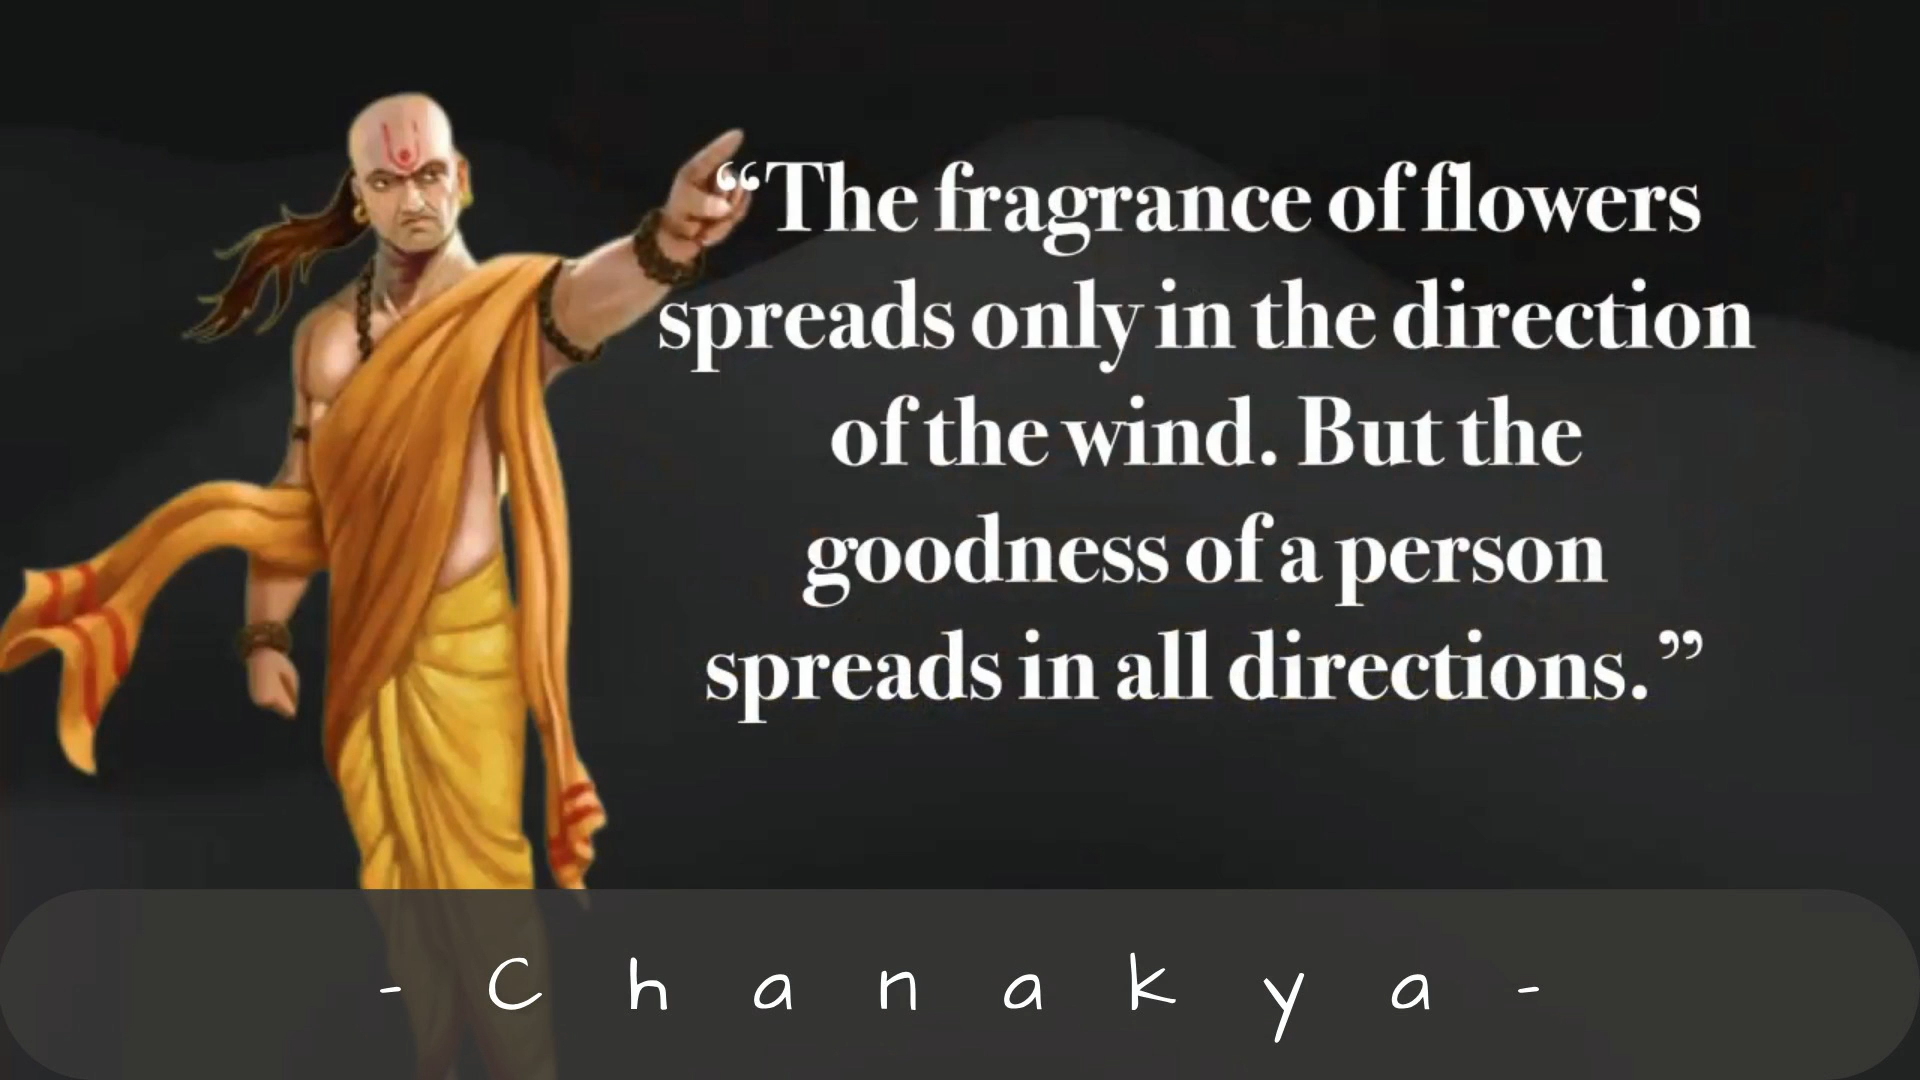 “The fragrance of flowers
spreads only in the direction
of the wind. But the
goodness of a person
spreads in all directions.”
- Chanakya -